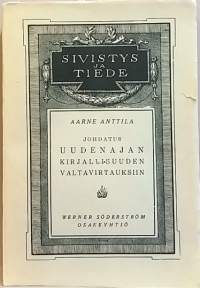 SIVISTYS
JA
TIEDE
AARNE ANTTILA
JOHDATUS
UUDENAJAN
KIRJALLISUUDEN
VALTAVIRTAUKSIIN
WERNER SÖDERSTRÖM
OSAKEYHTIÖ